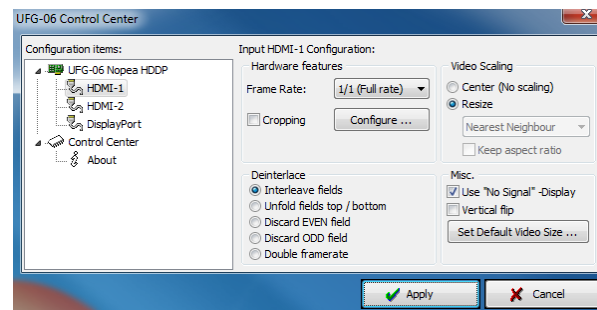 UFG-06 Control Center
Configuration items:
UFG-06 Nopea HDDP
HDMI-1
HDMI-2
DisplayPort
Control Center
About
Input HDMI-1 Configuration:
Hardware features
Frame Rate: 1/1 (Full rate)
Cropping Configure ...
Video Scaling
Center (No scaling)
Resize
Nearest Neighbour
Keep aspect ratio
Deinterlace
Interleave fields
Unfold fields top / bottom
Discard EVEN field
Discard ODD field
Double framerate
Misc.
Use "No Signal" -Display
Vertical flip
Set Default Video Size ...
Apply Cancel